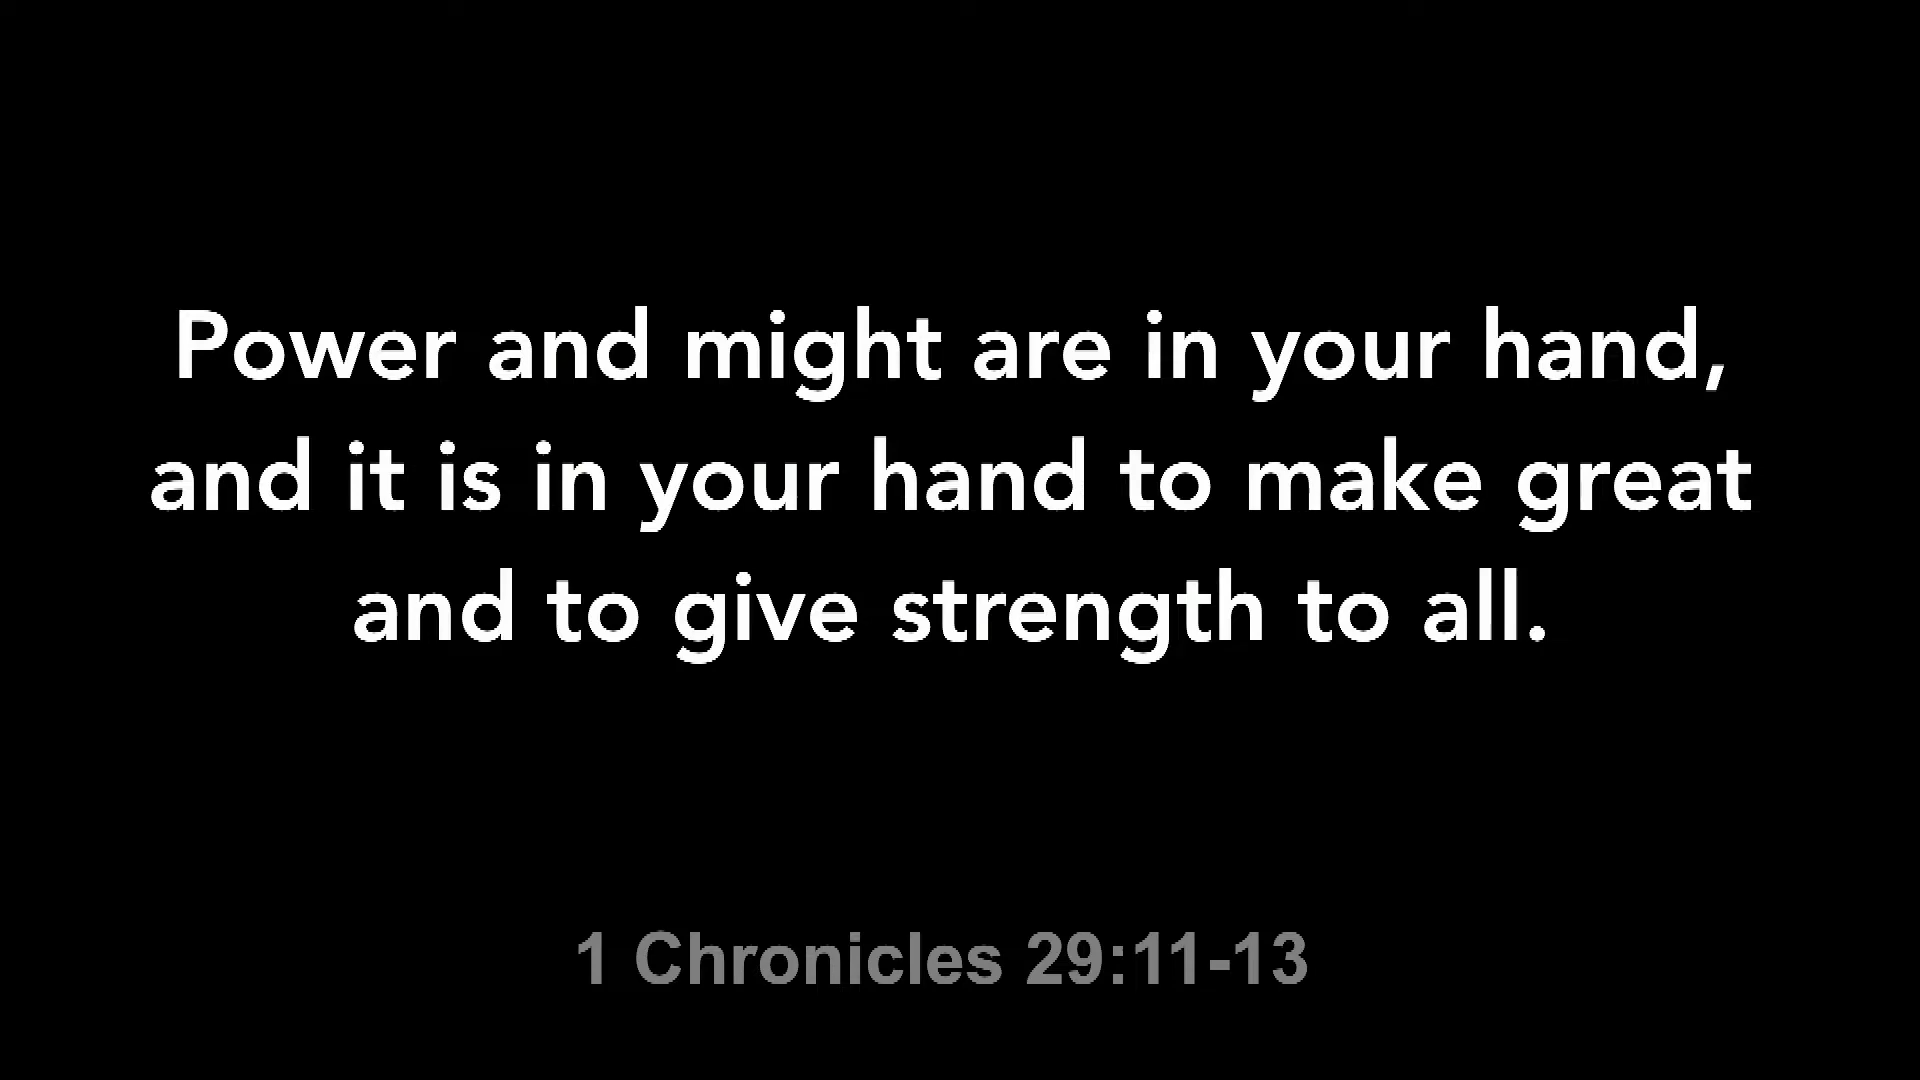 Power and might are in your hand,
and it is in your hand to make great
and to give strength to all.
1 Chronicles 29:11-13